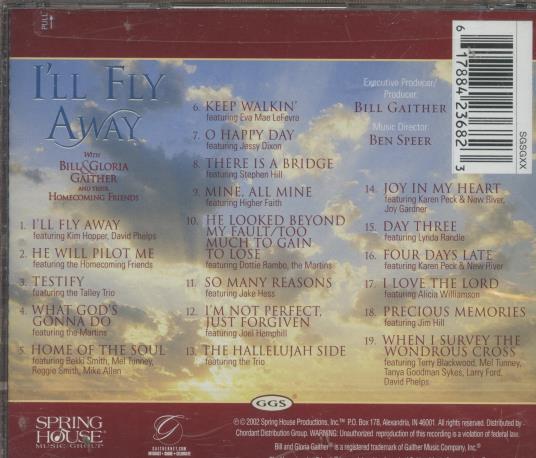 PULL
I'LL FLY
AWAY
WITH
BILL & GLORIA
GAITHER
AND THEIR
HOMECOMING FRIENDS
1. I'LL FLY AWAY
featuring Kim Hopper, David Phelps
2. HE WILL PILOT ME
featuring the Homecoming Friends
3. TESTIFY
featuring the Talley Trio
4. WHAT GOD'S
GONNA DO
featuring the Martins
5. HOME OF THE SOUL
featuring Bekki Smith, Mel Tunney,
Reggie Smith, Mike Allen
6. KEEP WALKIN'
featuring Eva Mae LeFevre
7. O HAPPY DAY
featuring Jessy Dixon
8. THERE IS A BRIDGE
featuring Stephen Hill
9. MINE, ALL MINE
featuring Higher Faith
10. HE LOOKED BEYOND
MY FAULT/TOO
MUCH TO GAIN
TO LOSE
featuring Dottie Rambo, the Martins
11. SO MANY REASONS
featuring Jake Hess
12. I'M NOT PERFECT,
JUST FORGIVEN
featuring Joel Hemphill
13. THE HALLELUJAH SIDE
featuring the Trio
Executive Producer/
Producer:
BILL GAITHER
Music Director:
BEN SPEER
14. JOY IN MY HEART
featuring Karen Peck & New River,
Joy Gardner
15. DAY THREE
featuring Lynda Randle
16. FOUR DAYS LATE
featuring Karen Peck & New River
17. I LOVE THE LORD
featuring Alicia Williamson
18. PRECIOUS MEMORIES
featuring Jim Hill
19. WHEN I SURVEY THE
WONDROUS CROSS
featuring Terry Blackwood, Mel Tunney,
Tanya Goodman Sykes, Larry Ford,
David Phelps
6 17884 23682 3
SGSGXX
GGS
SPRING
HOUSE
MUSIC GROUP
GAITHERNET.COM
℗ © 2002 Spring House Productions, Inc.™ P.O. Box 178, Alexandria, IN 46001. All rights reserved. Distributed by
Chordant Distribution Group. WARNING: Unauthorized reproduction of this recording is a violation of federal law.
Bill and Gloria Gaither® is a registered trademark of Gaither Music Company, Inc.®